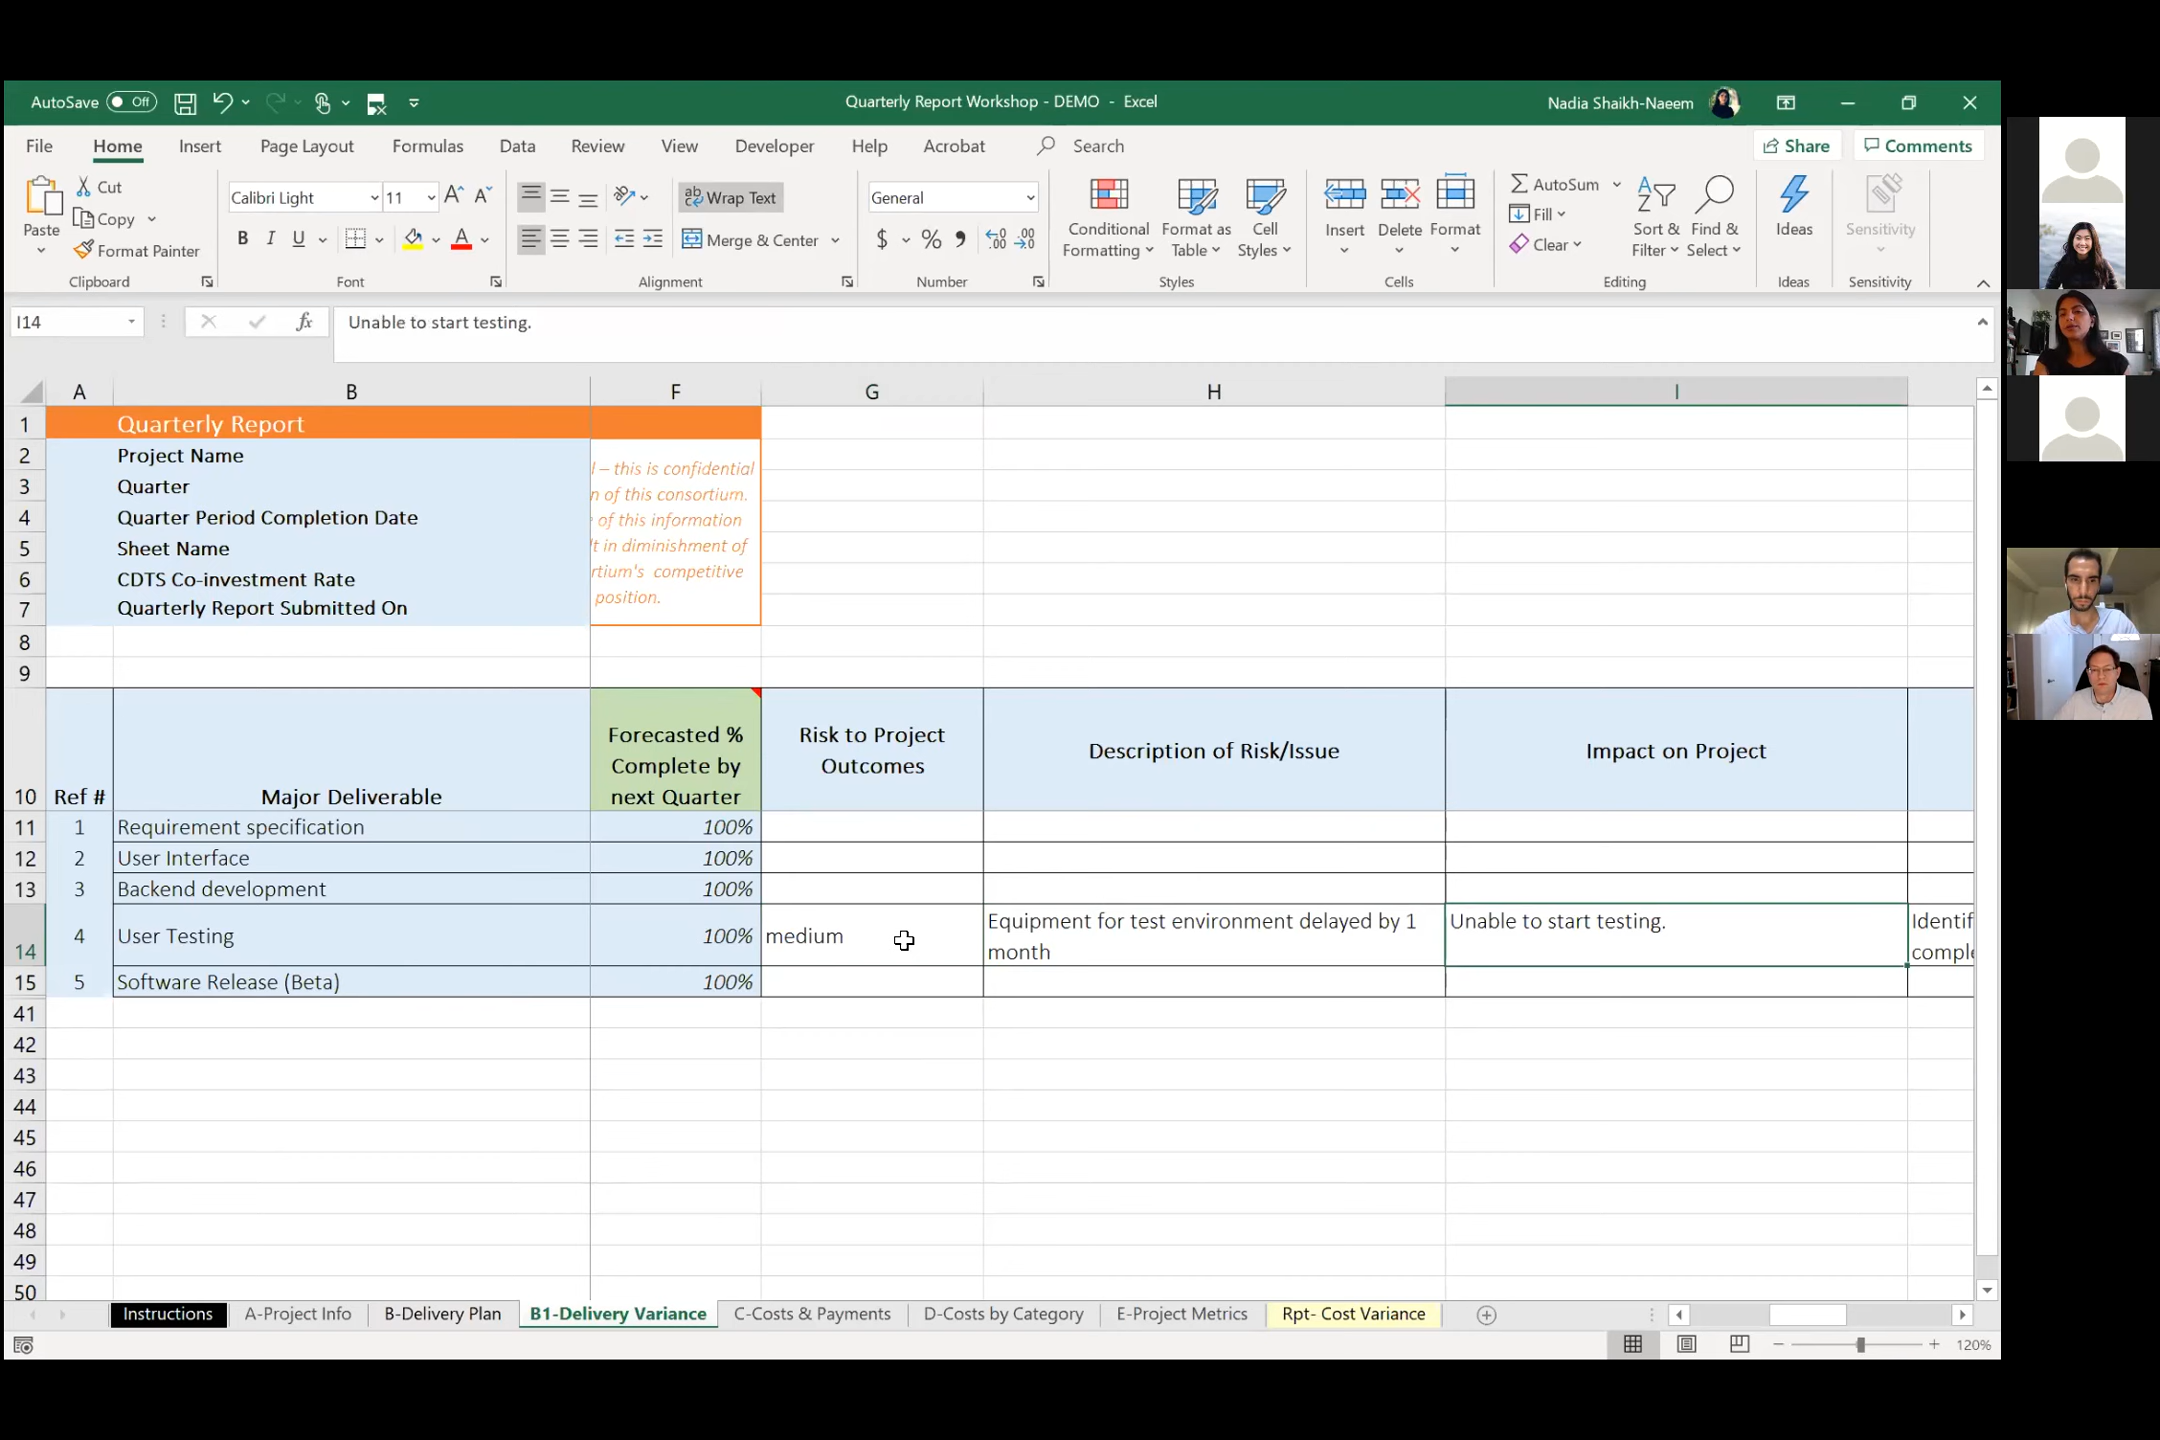 AutoSave Off
Quarterly Report Workshop - DEMO - Excel
Nadia Shaikh-Naeem
File Home Insert Page Layout Formulas Data Review View Developer Help Acrobat Search
Share Comments
Paste
Cut
Copy
Format Painter
Clipboard
Calibri Light 11
B I U
Font
Wrap Text
Merge & Center
Alignment
General
$ % 9
Number
Conditional
Formatting
Format as
Table
Cell
Styles
Styles
Insert Delete Format
Cells
AutoSum
Fill
Clear
Sort &
Filter
Find &
Select
Editing
Ideas
Ideas
Sensitivity
Sensitivity
I14 fx Unable to start testing.
A B F G H I
1 Quarterly Report
2 Project Name
3 Quarter
4 Quarter Period Completion Date
5 Sheet Name
6 CDTS Co-investment Rate
7 Quarterly Report Submitted On
l – this is confidential
n of this consortium.
of this information
lt in diminishment of
rtium's competitive
position.
8
9
10 Ref # Major Deliverable
Forecasted %
Complete by
next Quarter
Risk to Project
Outcomes
Description of Risk/Issue
Impact on Project
11 1 Requirement specification 100%
12 2 User Interface 100%
13 3 Backend development 100%
14 4 User Testing 100% medium
Equipment for test environment delayed by 1
month
Unable to start testing.
Identif
comple
15 5 Software Release (Beta) 100%
41
42
43
44
45
46
47
48
49
50
Instructions A-Project Info B-Delivery Plan B1-Delivery Variance C-Costs & Payments D-Costs by Category E-Project Metrics Rpt- Cost Variance
120%